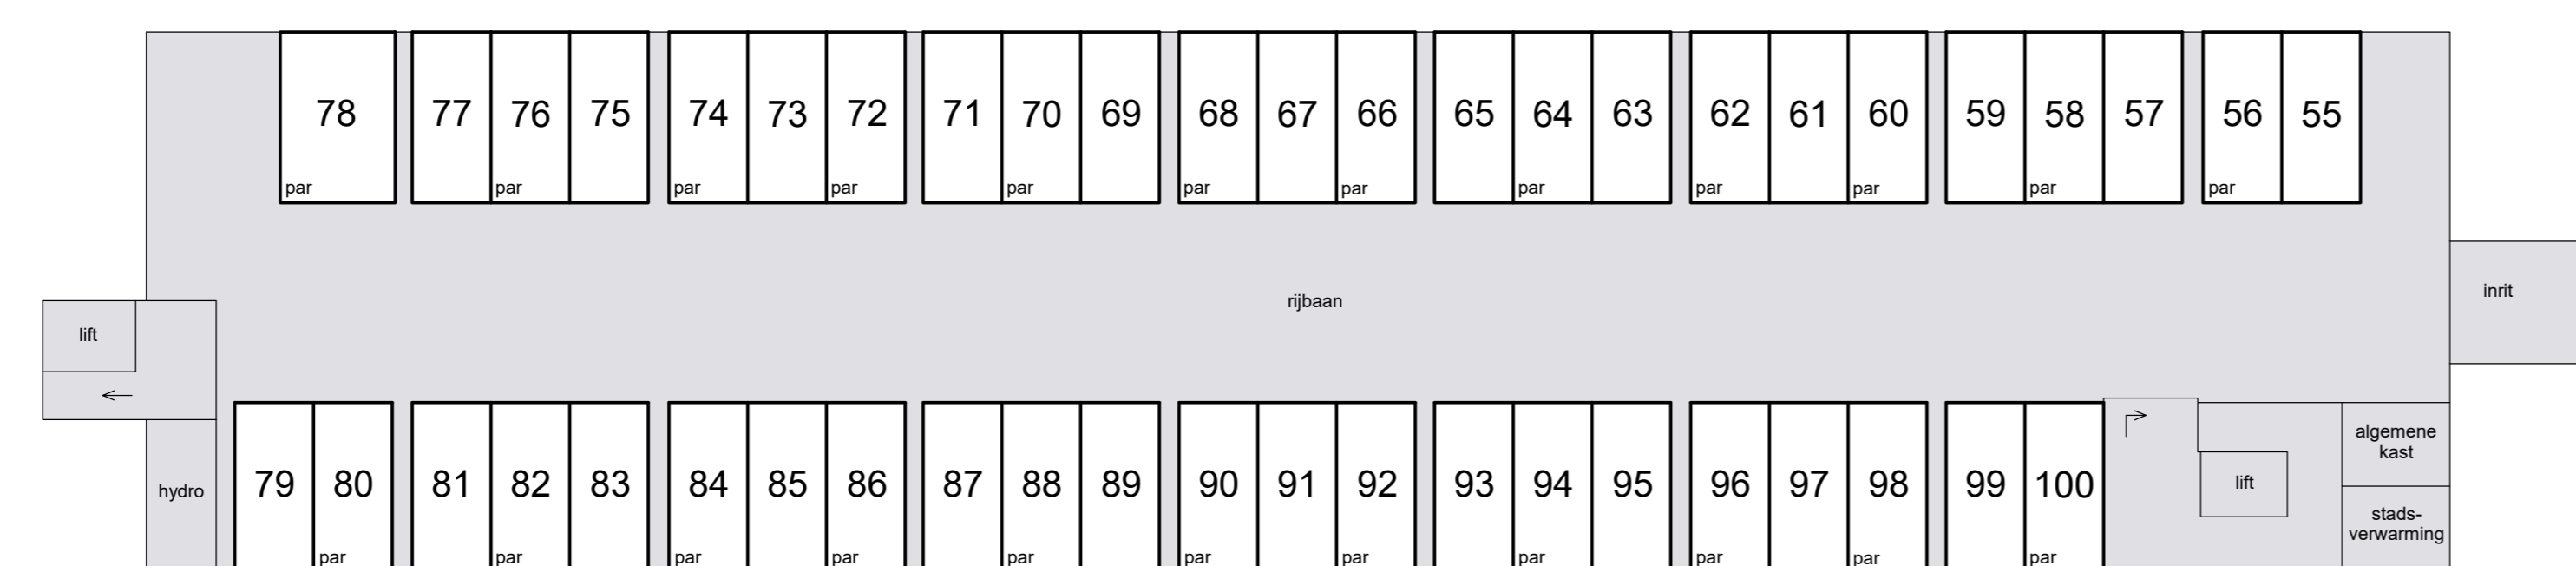 78 77 76 75 74 73 72 71 70 69 68 67 66 65 64 63 62 61 60 59 58 57 56 55
par par par par par par par par par par par par
rijbaan
inrit
lift
79 80 81 82 83 84 85 86 87 88 89 90 91 92 93 94 95 96 97 98 99 100
par par par par par par par par par par par
hydro
lift
algemene
kast
stads-
verwarming